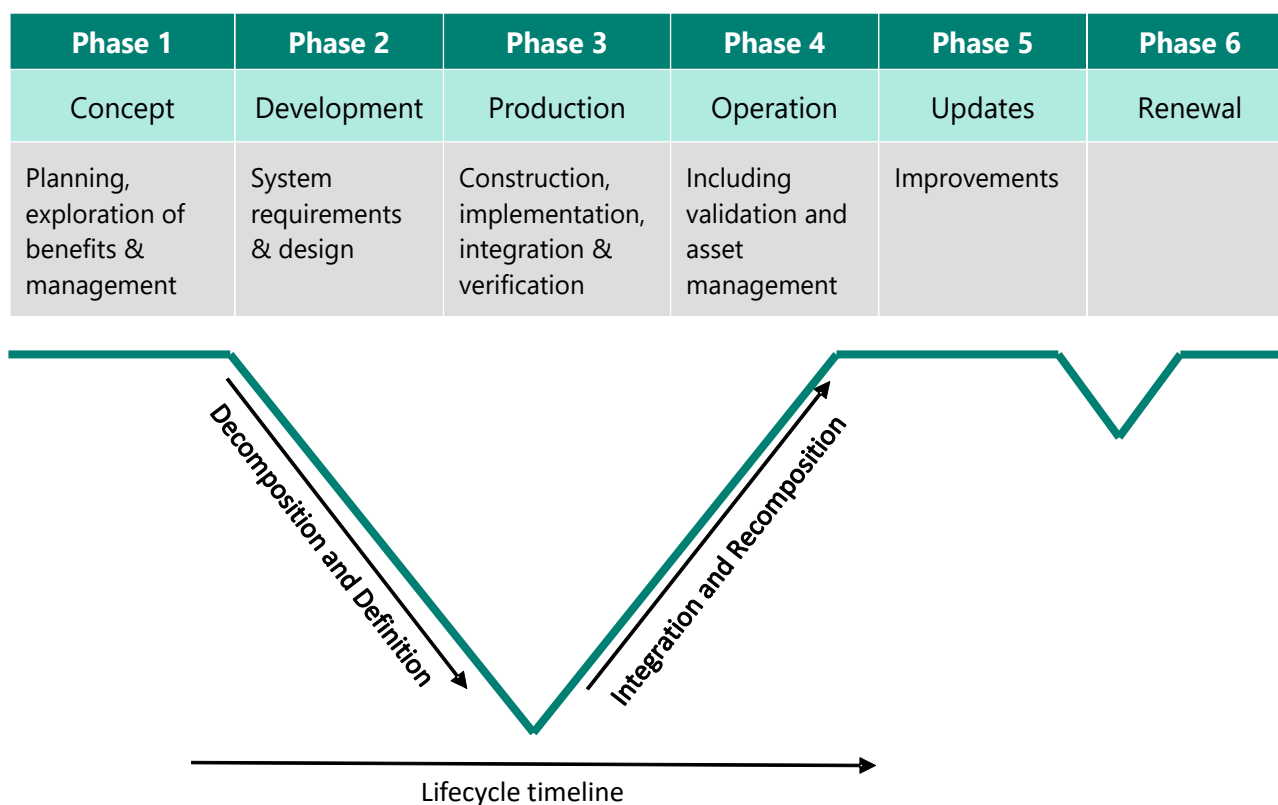 Phase 1 Phase 2 Phase 3 Phase 4 Phase 5 Phase 6
Concept Development Production Operation Updates Renewal
Planning,
exploration of
benefits &
management
System
requirements
& design
Construction,
implementation,
integration &
verification
Including
validation and
asset
management
Improvements
Decomposition and Definition
Integration and Recomposition
Lifecycle timeline